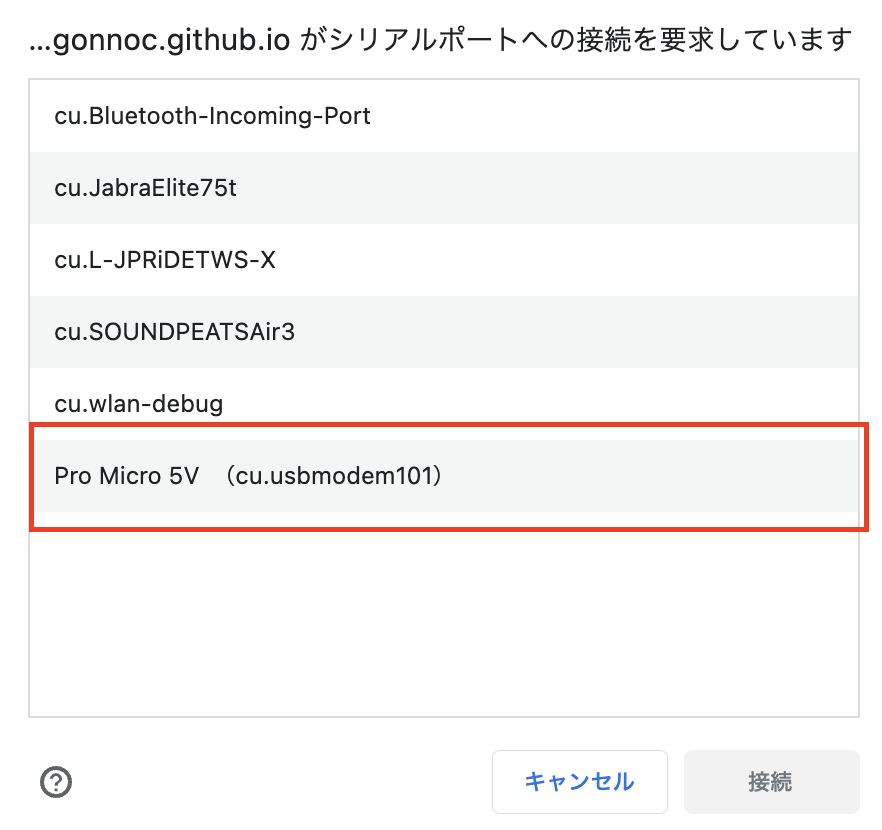 ...gonnoc.github.io がシリアルポートへの接続を要求しています
cu.Bluetooth-Incoming-Port
cu.JabraElite75t
cu.L-JPRiDETWS-X
cu.SOUNDPEATSAir3
cu.wlan-debug
Pro Micro 5V （cu.usbmodem101）
?
キャンセル 接続